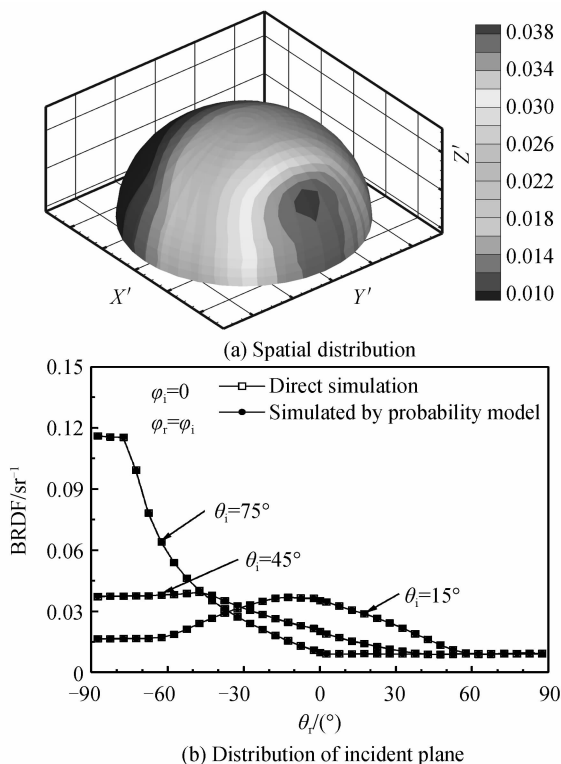 0.038
0.034
0.030
0.026
0.022
0.018
0.014
0.010
Z′
X′
Y′
(a) Spatial distribution
0.15
0.12
0.09
0.06
0.03
0
BRDF/sr⁻¹
φi=0
φr=φi
Direct simulation
Simulated by probability model
θi=75°
θi=45°
θi=15°
−90 −60 −30 0 30 60 90
θr/(°)
(b) Distribution of incident plane